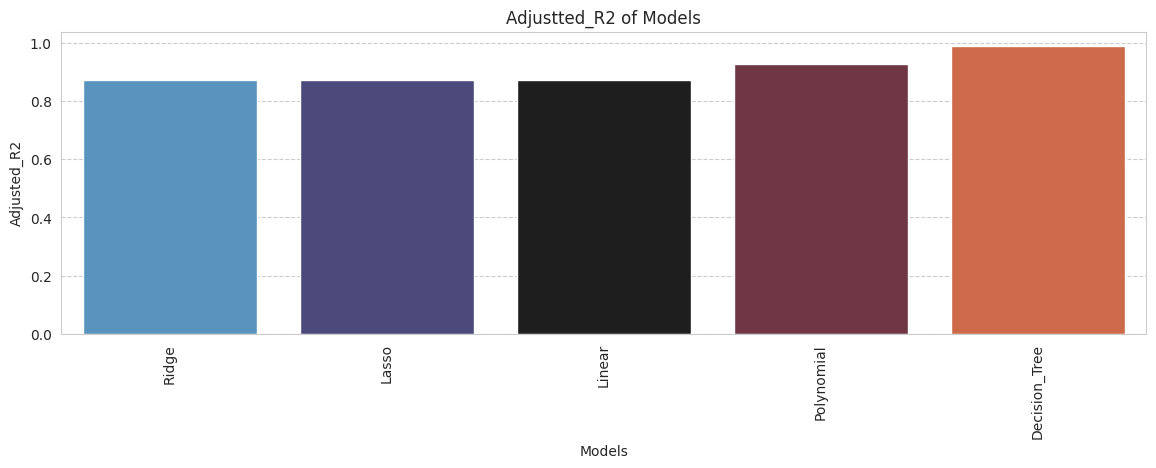 Adjustted_R2 of Models
Adjusted_R2
1.0
0.8
0.6
0.4
0.2
0.0
Ridge
Lasso
Linear
Polynomial
Decision_Tree
Models